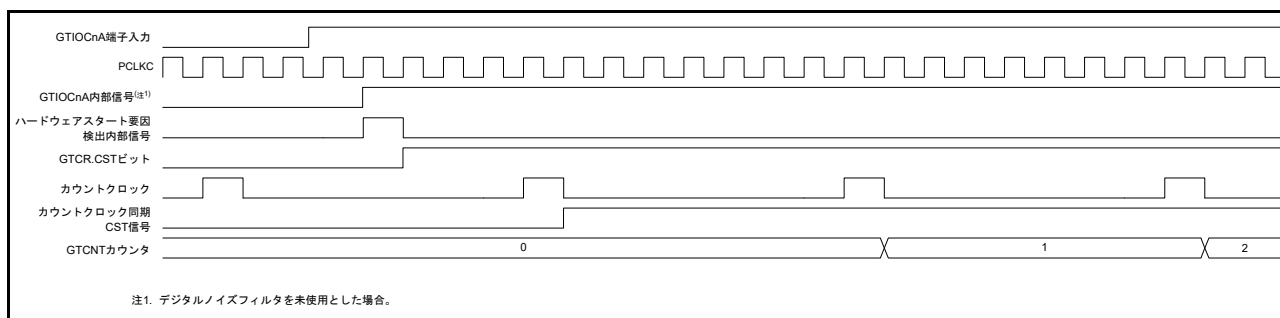 GTIOCnA端子入力
PCLKC
GTIOCnA内部信号(注1)
ハードウェアスタート要因
検出内部信号
GTCR.CSTビット
カウントクロック
カウントクロック同期
CST信号
GTCNTカウンタ
0
1
2
注1. デジタルノイズフィルタを未使用とした場合。